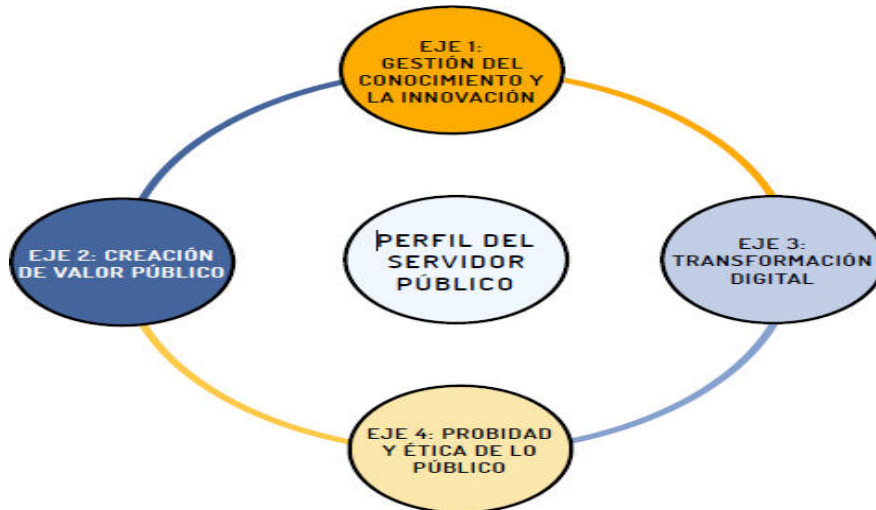 EJE 1:
GESTIÓN DEL
CONOCIMIENTO Y
LA INNOVACIÓN
EJE 2: CREACIÓN
DE VALOR PÚBLICO
PERFIL DEL
SERVIDOR
PÚBLICO
EJE 3:
TRANSFORMACIÓN
DIGITAL
EJE 4: PROBIDAD
Y ÉTICA DE LO
PÚBLICO